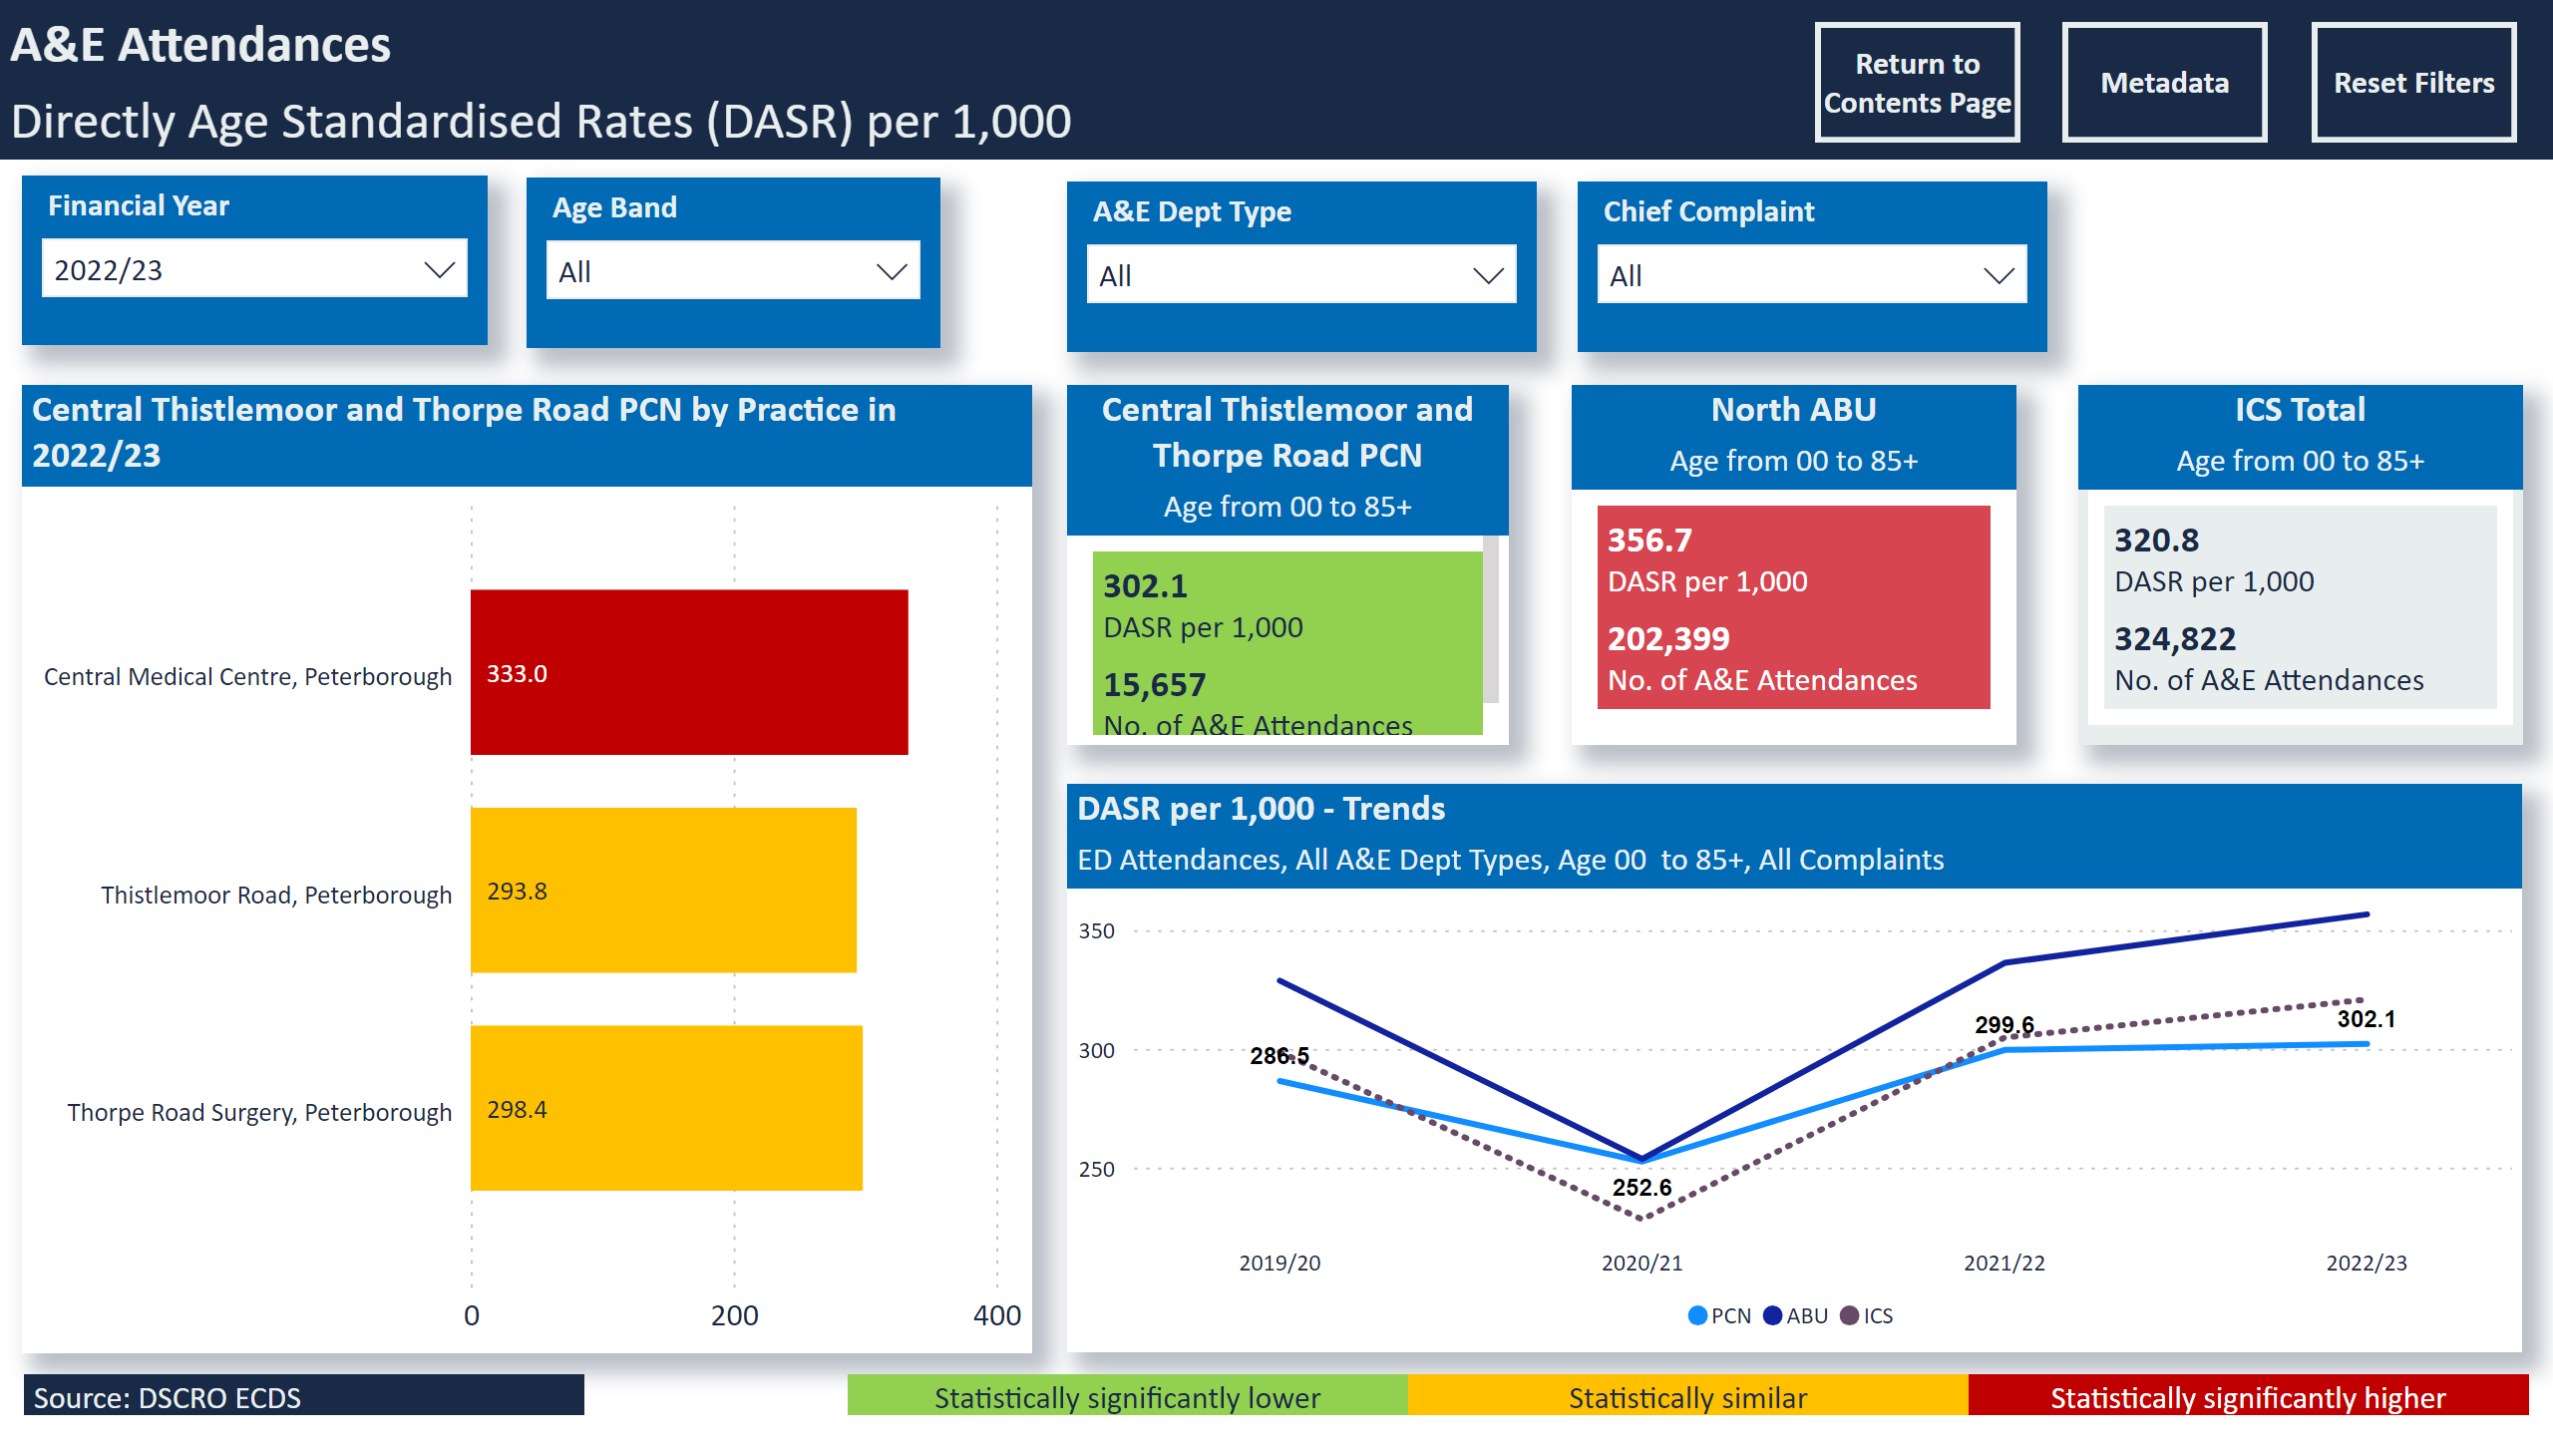 A&E Attendances
Directly Age Standardised Rates (DASR) per 1,000
Return to
Contents Page
Metadata
Reset Filters
Financial Year
2022/23
Age Band
All
A&E Dept Type
All
Chief Complaint
All
Central Thistlemoor and Thorpe Road PCN by Practice in
2022/23
Central Medical Centre, Peterborough
333.0
Thistlemoor Road, Peterborough
293.8
Thorpe Road Surgery, Peterborough
298.4
0
200
400
Central Thistlemoor and
Thorpe Road PCN
Age from 00 to 85+
302.1
DASR per 1,000
15,657
No. of A&E Attendances
North ABU
Age from 00 to 85+
356.7
DASR per 1,000
202,399
No. of A&E Attendances
ICS Total
Age from 00 to 85+
320.8
DASR per 1,000
324,822
No. of A&E Attendances
DASR per 1,000 - Trends
ED Attendances, All A&E Dept Types, Age 00 to 85+, All Complaints
350
300
250
286.5
252.6
299.6
302.1
2019/20
2020/21
2021/22
2022/23
PCN
ABU
ICS
Source: DSCRO ECDS
Statistically significantly lower
Statistically similar
Statistically significantly higher